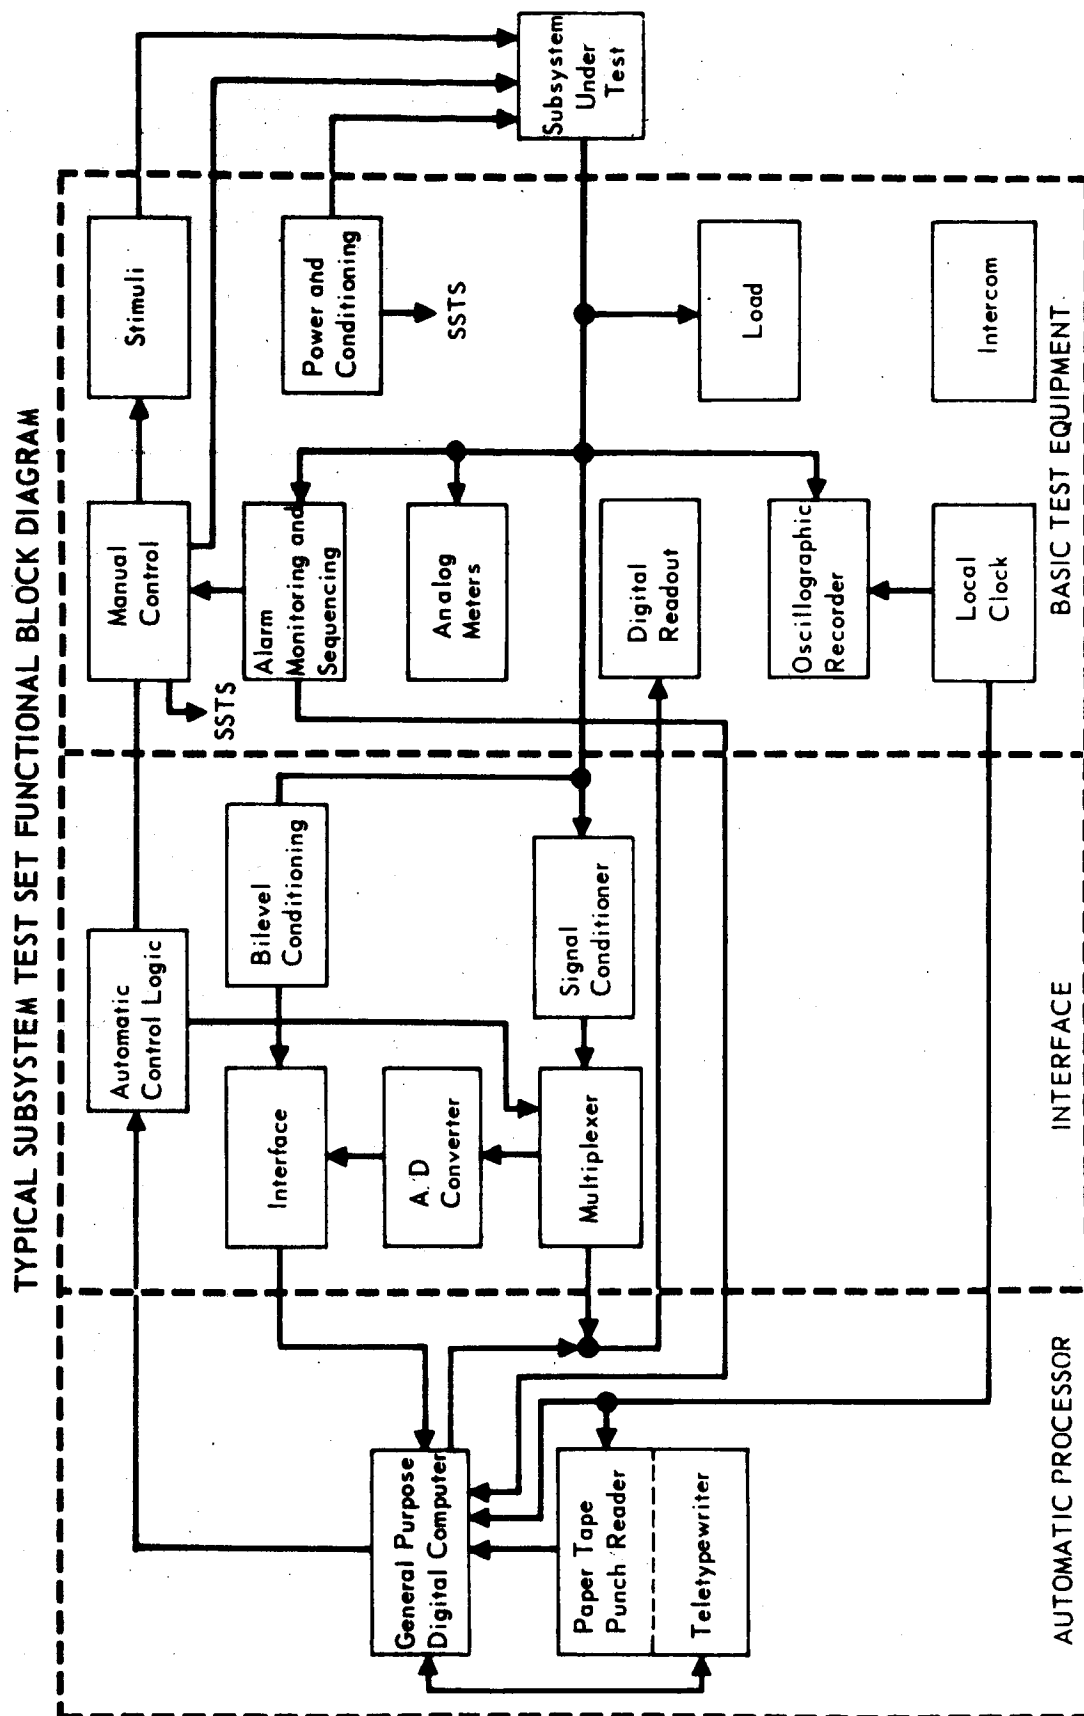 TYPICAL SUBSYSTEM TEST SET FUNCTIONAL BLOCK DIAGRAM
Automatic
Control Logic
Manual
Control
Stimuli
SSTS
Interface
Bilevel
Conditioning
Alarm
Monitoring and
Sequencing
Power and
Conditioning
SSTS
General Purpose
Digital Computer
A/D
Converter
Analog
Meters
Subsystem
Under
Test
Paper Tape
Punch Reader
Teletypewriter
Multiplexer
Signal
Conditioner
Digital
Readout
Load
Oscillographic
Recorder
Local
Clock
Intercom
AUTOMATIC PROCESSOR
INTERFACE
BASIC TEST EQUIPMENT